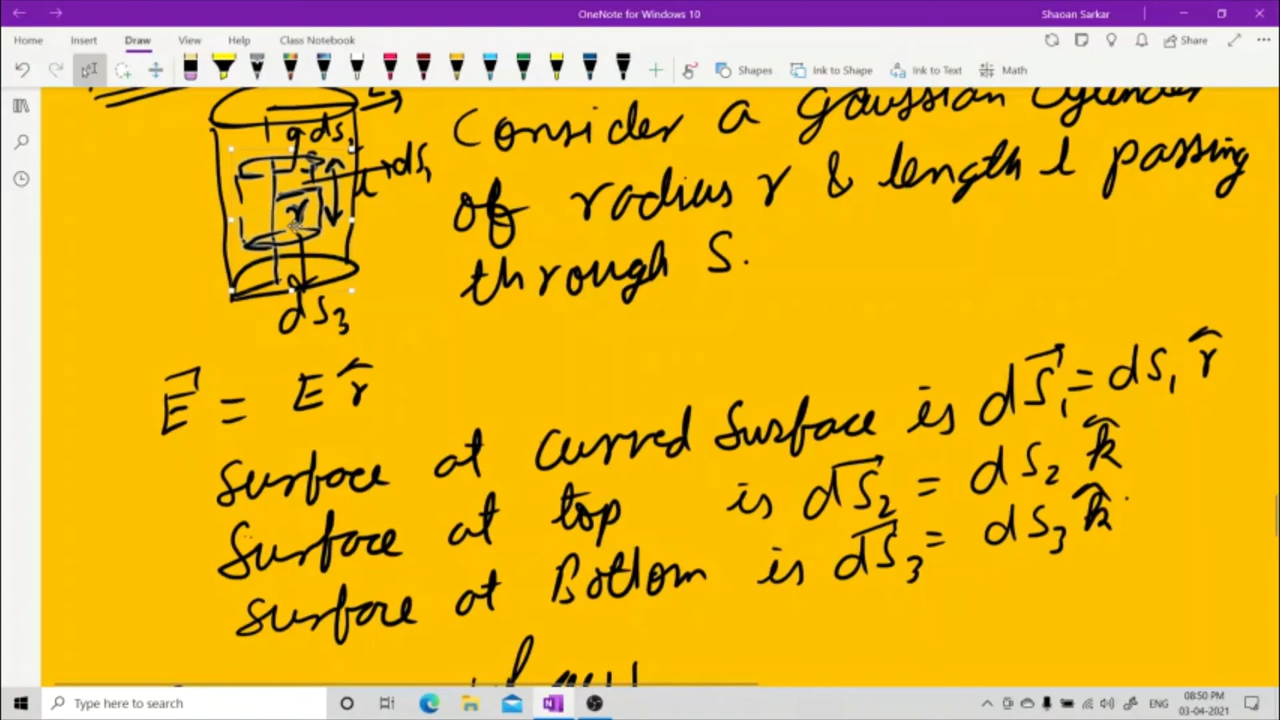 OneNote for Windows 10
Shaoan Sarkar
Home Insert Draw View Help Class Notebook
Share
Shapes Ink to Shape Ink to Text Math
Consider a Gaussian Cylinder
of radius r & length l passing
through S.
ds₁
r
l
ds₃
E⃗ = E r̂
Surface at curved Surface is dS⃗₁ = dS₁ r̂
Surface at top is dS⃗₂ = dS₂ k̂
Surface at Bottom is dS⃗₃ = dS₃ k̂
Type here to search
ENG
08:50 PM
03-04-2021